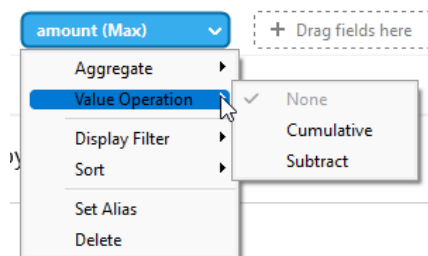 amount (Max)
+ Drag fields here
Aggregate
Value Operation
Display Filter
Sort
Set Alias
Delete
None
Cumulative
Subtract